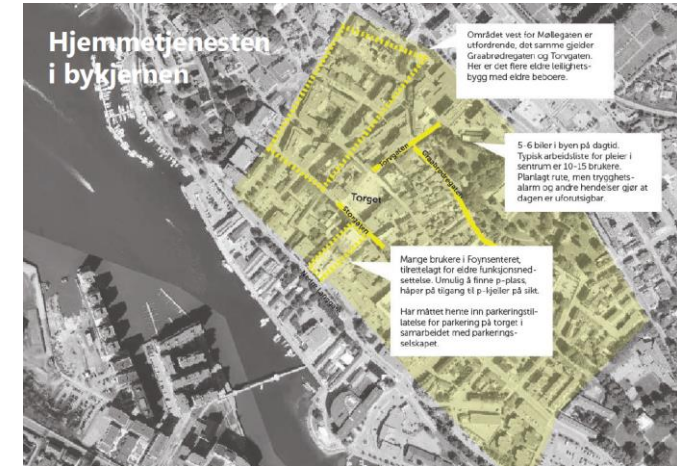 Hjemmetjenesten
i bykjernen
Området vest for Møllegaten er
utfordrende, det samme gjelder
Graabrødregaten og Torvgaten.
Her er det flere eldre leilighets-
bygg med eldre beboere.
5-6 biler i byen på dagtid.
Typisk arbeidsliste for pleier i
sentrum er 10-15 brukere.
Planlagt rute, men trygghets-
alarm og andre hendelser gjør at
dagen er uforutsigbar.
Torvgaten
Graabrødregaten
Torget
Storgaten
Mange brukere i Foynsenteret,
tilrettelagt for eldre funksjonsned-
settelse. Umulig å finne p-plass,
håper på tilgang til p-kjeller på sikt.
Har måttet hente inn parkeringstil-
latelse for parkering på torget i
samarbeidet med parkerings-
selskapet.